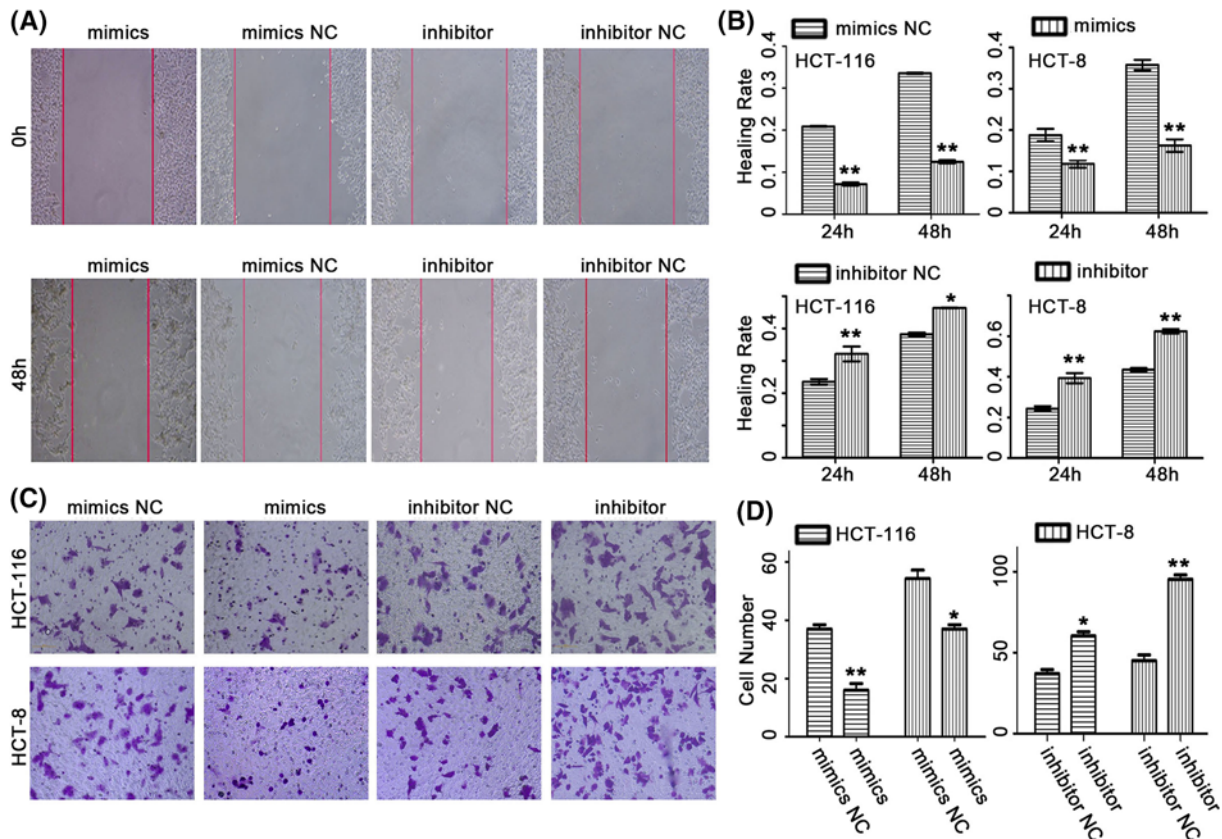 (A)
mimics mimics NC inhibitor inhibitor NC
0h
mimics mimics NC inhibitor inhibitor NC
48h
(B)
mimics NC mimics
HCT-116 HCT-8
Healing Rate
0 0.1 0.2 0.3 0.4
0 0.1 0.2 0.3 0.4
** ** ** **
24h 48h 24h 48h
inhibitor NC inhibitor
HCT-116 HCT-8
Healing Rate
0 0.2 0.4
0 0.2 0.4 0.6
** * ** **
24h 48h 24h 48h
(C)
mimics NC mimics inhibitor NC inhibitor
HCT-116
HCT-8
(D)
HCT-116 HCT-8
Cell Number
0 20 40 60
0 50 100
** * * **
mimics NC mimics mimics NC mimics
inhibitor NC inhibitor inhibitor NC inhibitor